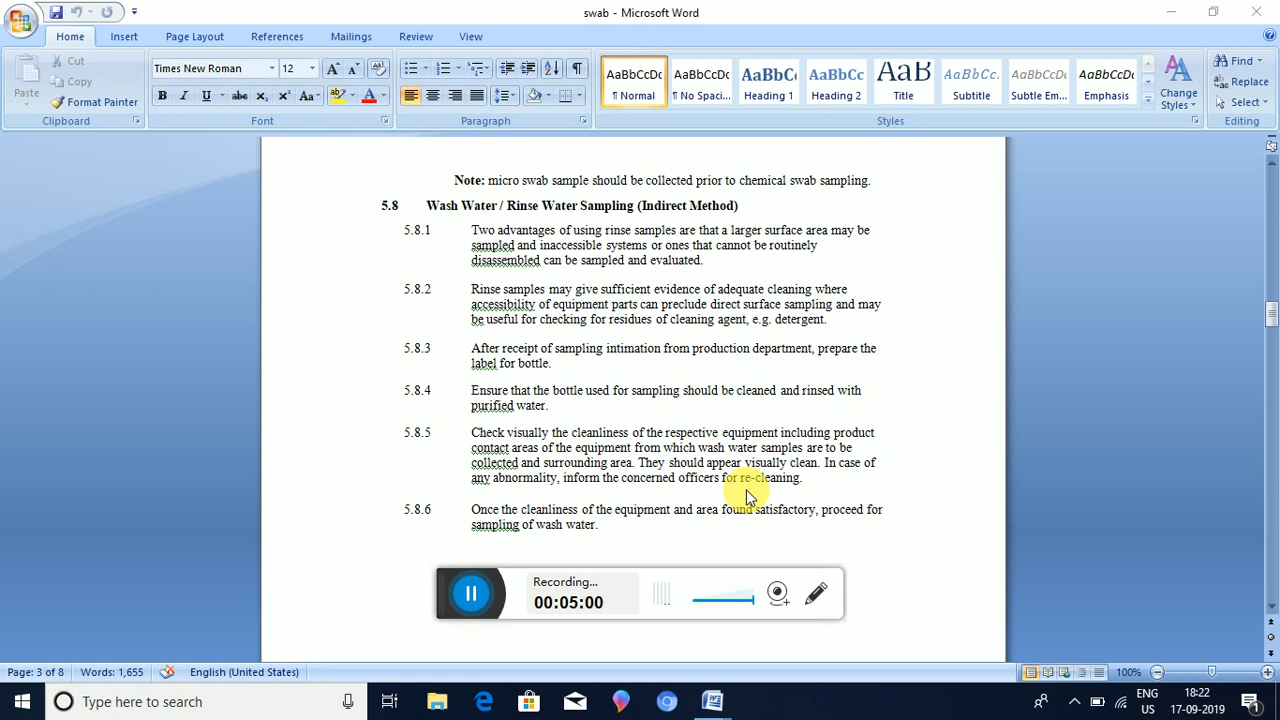 swab - Microsoft Word
Home Insert Page Layout References Mailings Review View
Paste
Cut
Copy
Format Painter
Clipboard
Times New Roman 12
Font
Paragraph
AaBbCcDc AaBbCcDc AaBbCc AaBbCc AaB AaBbCc. AaBbCcDc AaBbCcDc
¶ Normal ¶ No Spaci... Heading 1 Heading 2 Title Subtitle Subtle Em... Emphasis
Change
Styles
Styles
Find
Replace
Select
Editing
Note: micro swab sample should be collected prior to chemical swab sampling.
5.8 Wash Water / Rinse Water Sampling (Indirect Method)
5.8.1 Two advantages of using rinse samples are that a larger surface area may be
sampled and inaccessible systems or ones that cannot be routinely
disassembled can be sampled and evaluated.
5.8.2 Rinse samples may give sufficient evidence of adequate cleaning where
accessibility of equipment parts can preclude direct surface sampling and may
be useful for checking for residues of cleaning agent, e.g. detergent.
5.8.3 After receipt of sampling intimation from production department, prepare the
label for bottle.
5.8.4 Ensure that the bottle used for sampling should be cleaned and rinsed with
purified water.
5.8.5 Check visually the cleanliness of the respective equipment including product
contact areas of the equipment from which wash water samples are to be
collected and surrounding area. They should appear visually clean. In case of
any abnormality, inform the concerned officers for re-cleaning.
5.8.6 Once the cleanliness of the equipment and area found satisfactory, proceed for
sampling of wash water.
Recording...
00:05:00
Page: 3 of 8 Words: 1,655 English (United States) 100%
Type here to search
ENG
US
18:22
17-09-2019
1